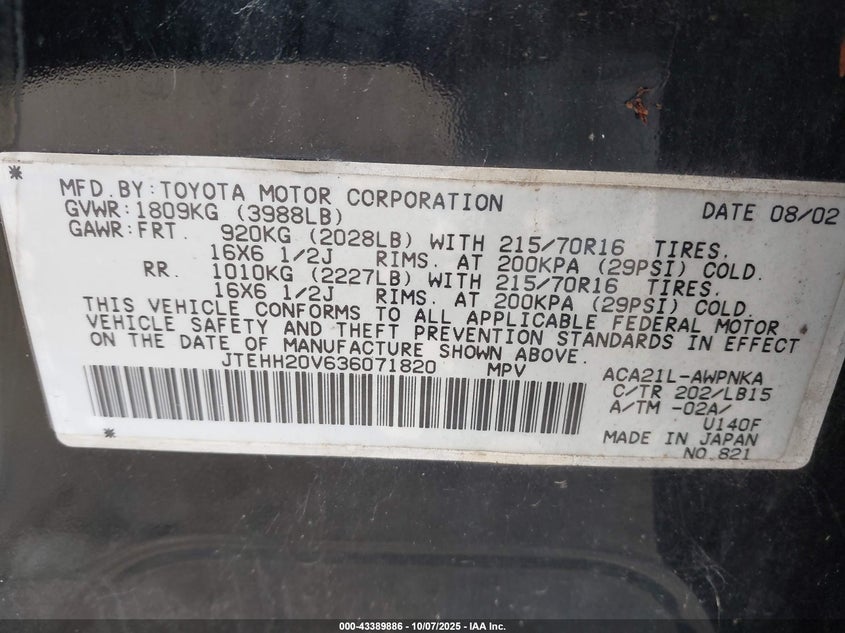 *
MFD.BY:TOYOTA MOTOR CORPORATION DATE 08/02
GVWR:1809KG (3988LB)
GAWR:FRT. 920KG (2028LB) WITH 215/70R16 TIRES.
16X6 1/2J RIMS. AT 200KPA (29PSI) COLD.
RR. 1010KG (2227LB) WITH 215/70R16 TIRES.
16X6 1/2J RIMS. AT 200KPA (29PSI) COLD.
THIS VEHICLE CONFORMS TO ALL APPLICABLE FEDERAL MOTOR
VEHICLE SAFETY AND THEFT PREVENTION STANDARDS IN EFFECT
ON THE DATE OF MANUFACTURE SHOWN ABOVE.
JTEHH20V636071820 MPV
ACA21L-AWPNKA
C/TR 202/LB15
A/TM -02A/
U140F
MADE IN JAPAN
NO.821
*
000-43389886 - 10/07/2025 - IAA Inc.